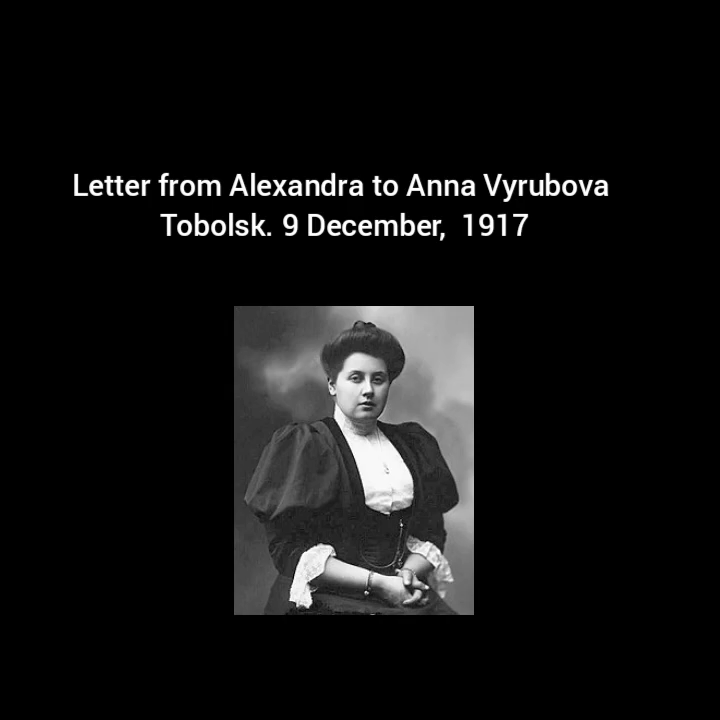 Letter from Alexandra to Anna Vyrubova
Tobolsk. 9 December, 1917